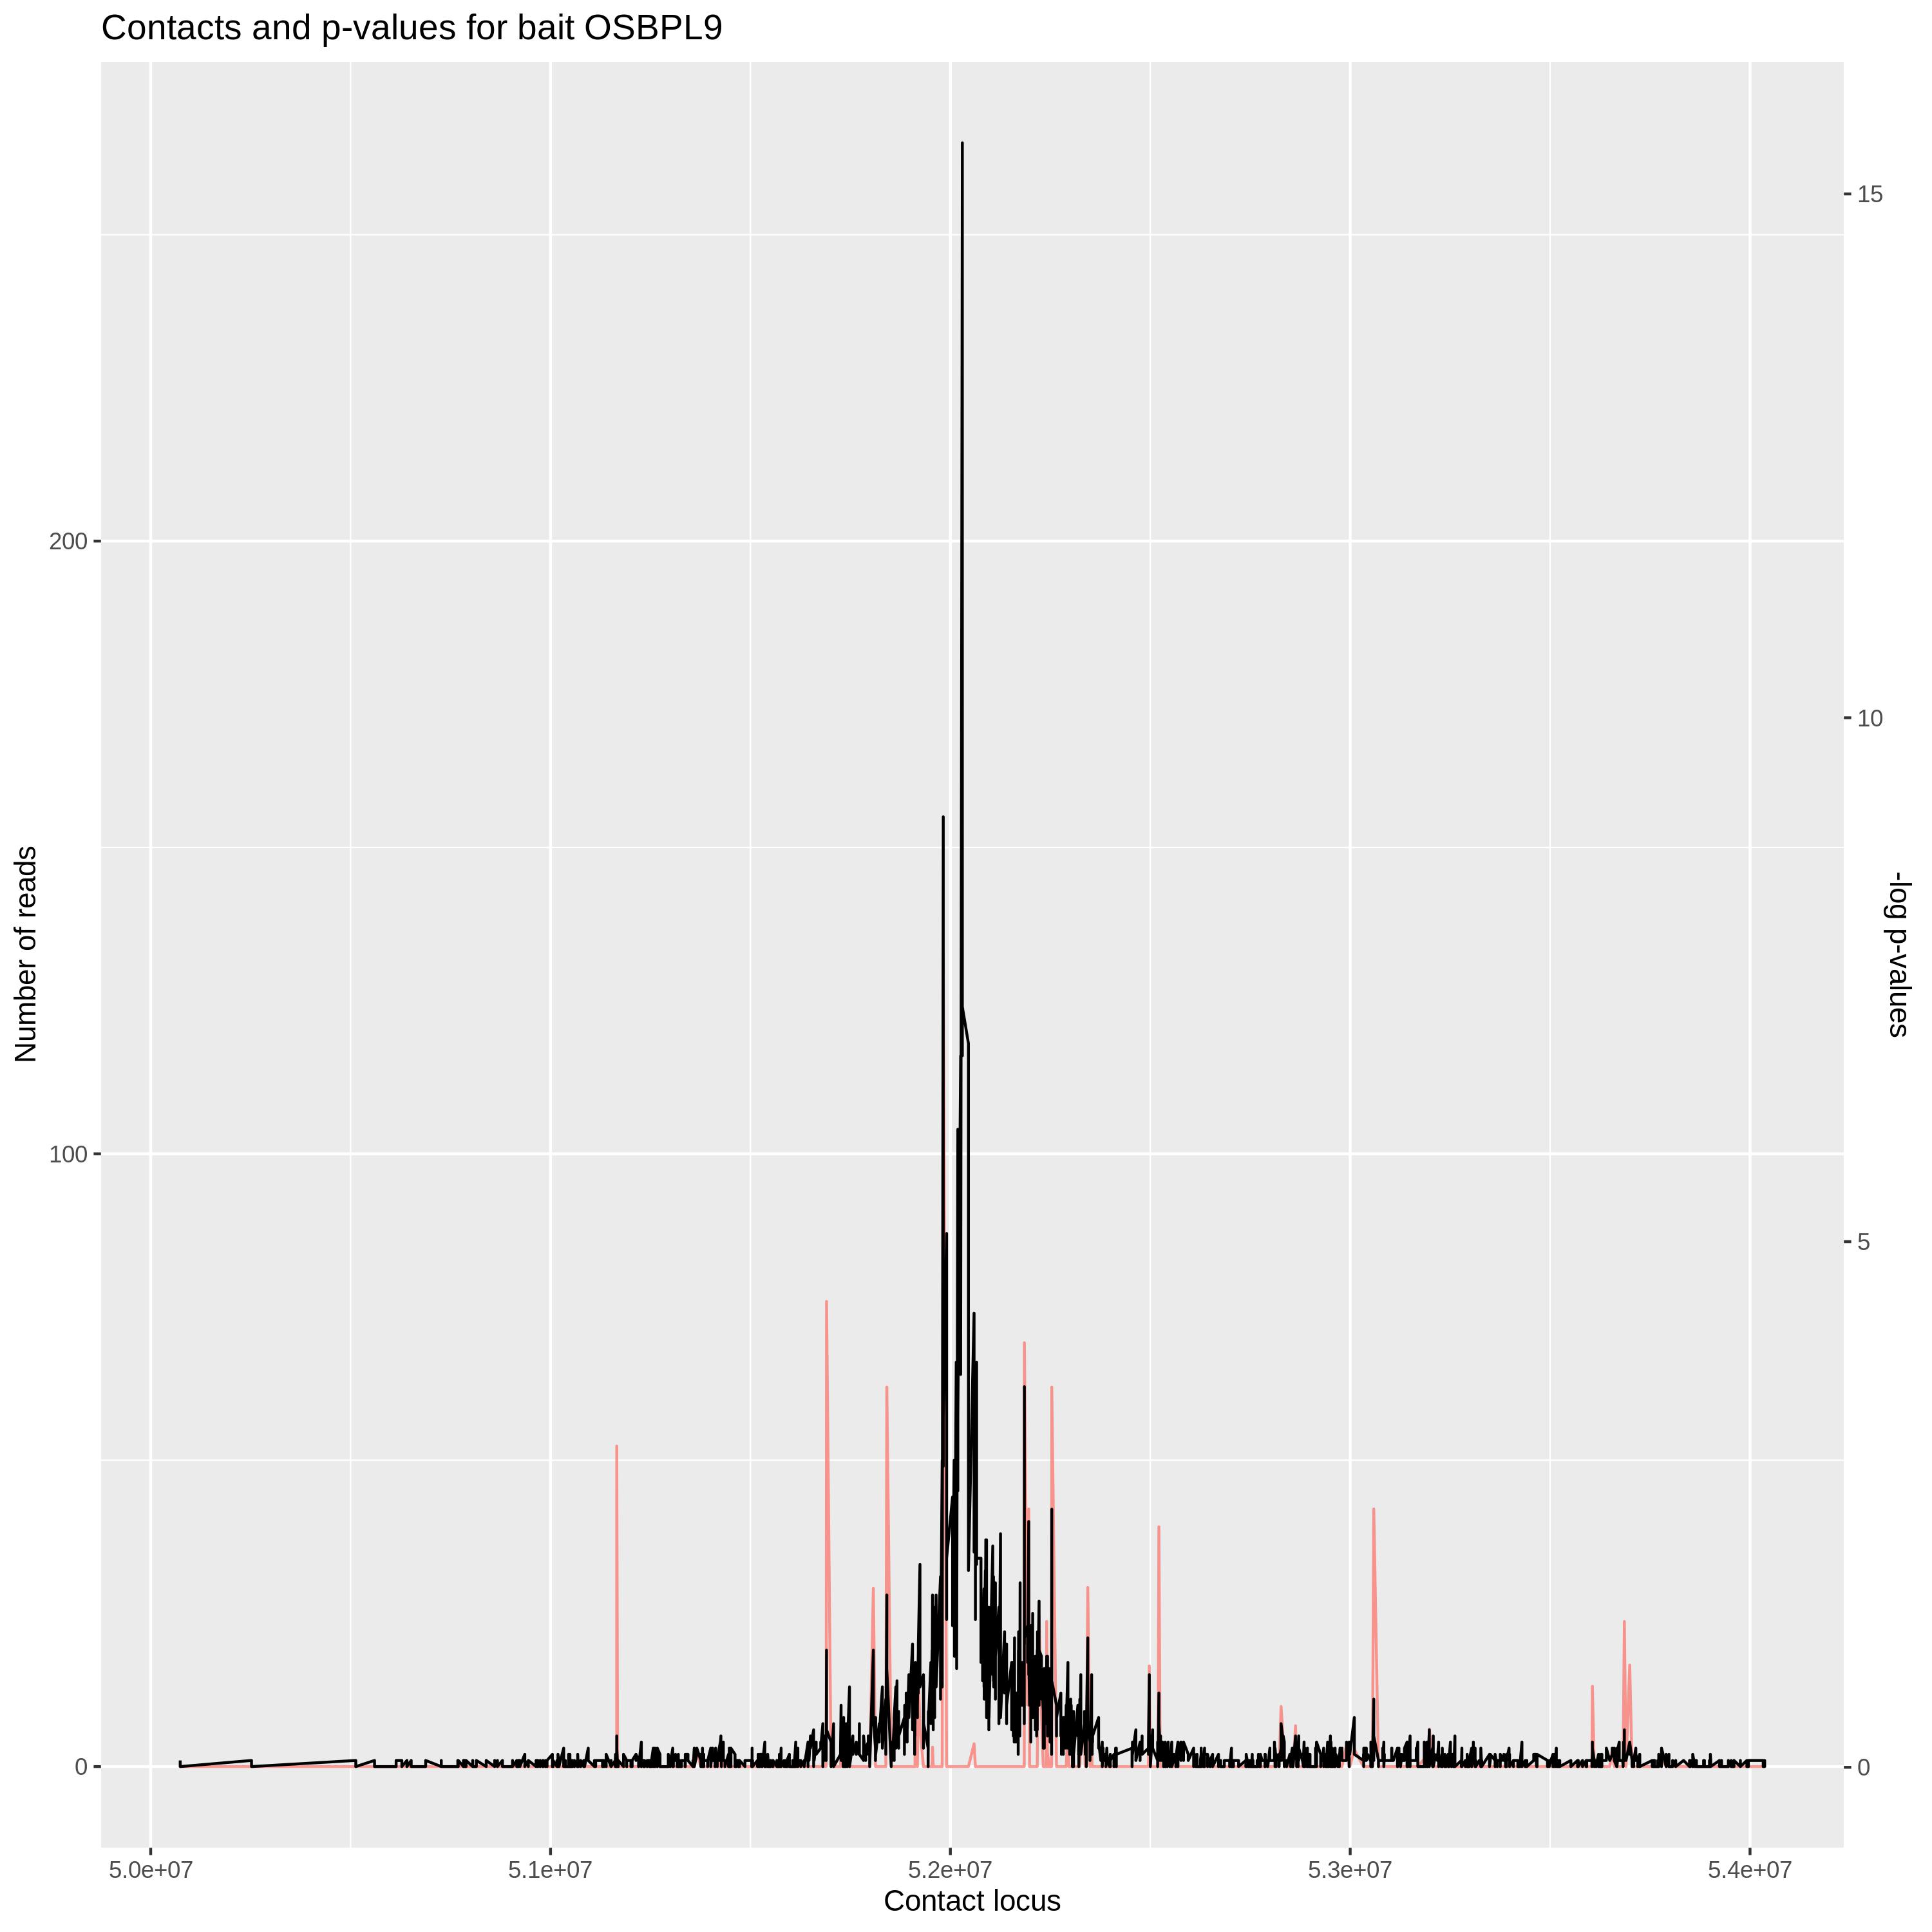 Contacts and p-values for bait OSBPL9
Number of reads
200
100
0
15
10
5
0
-log p-values
5.0e+07
5.1e+07
5.2e+07
5.3e+07
5.4e+07
Contact locus